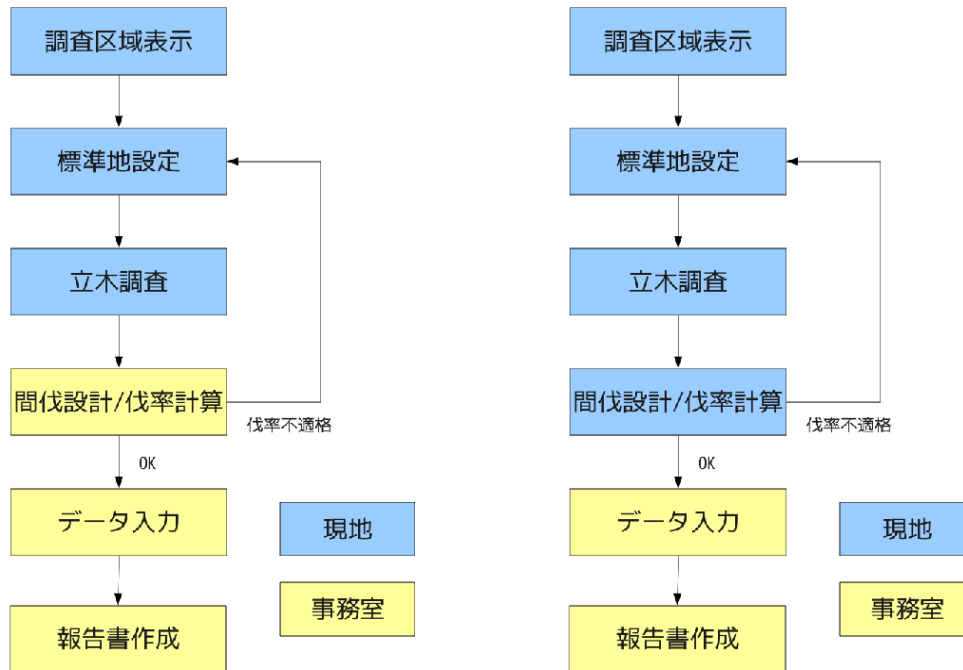 調査区域表示
標準地設定
立木調査
間伐設計/伐率計算
伐率不適格
OK
データ入力
現地
事務室
報告書作成
調査区域表示
標準地設定
立木調査
間伐設計/伐率計算
伐率不適格
OK
データ入力
現地
事務室
報告書作成